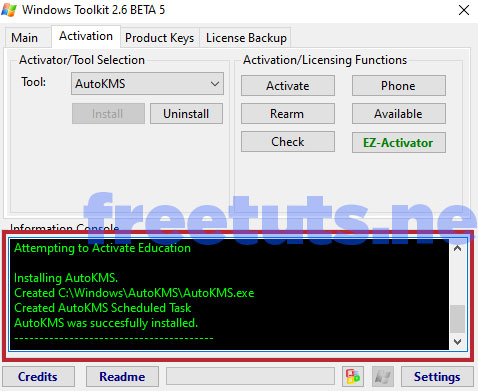 Windows Toolkit 2.6 BETA 5
Main
Activation
Product Keys
License Backup
Activator/Tool Selection
Tool:
AutoKMS
Install
Uninstall
Activation/Licensing Functions
Activate
Phone
Rearm
Available
Check
EZ-Activator
freetuts.ne
Information Console
Attempting to Activate Education
Installing AutoKMS.
Created C:\Windows\AutoKMS\AutoKMS.exe
Created AutoKMS Scheduled Task
AutoKMS was succesfully installed.
----------------------------------------
Credits
Readme
Settings